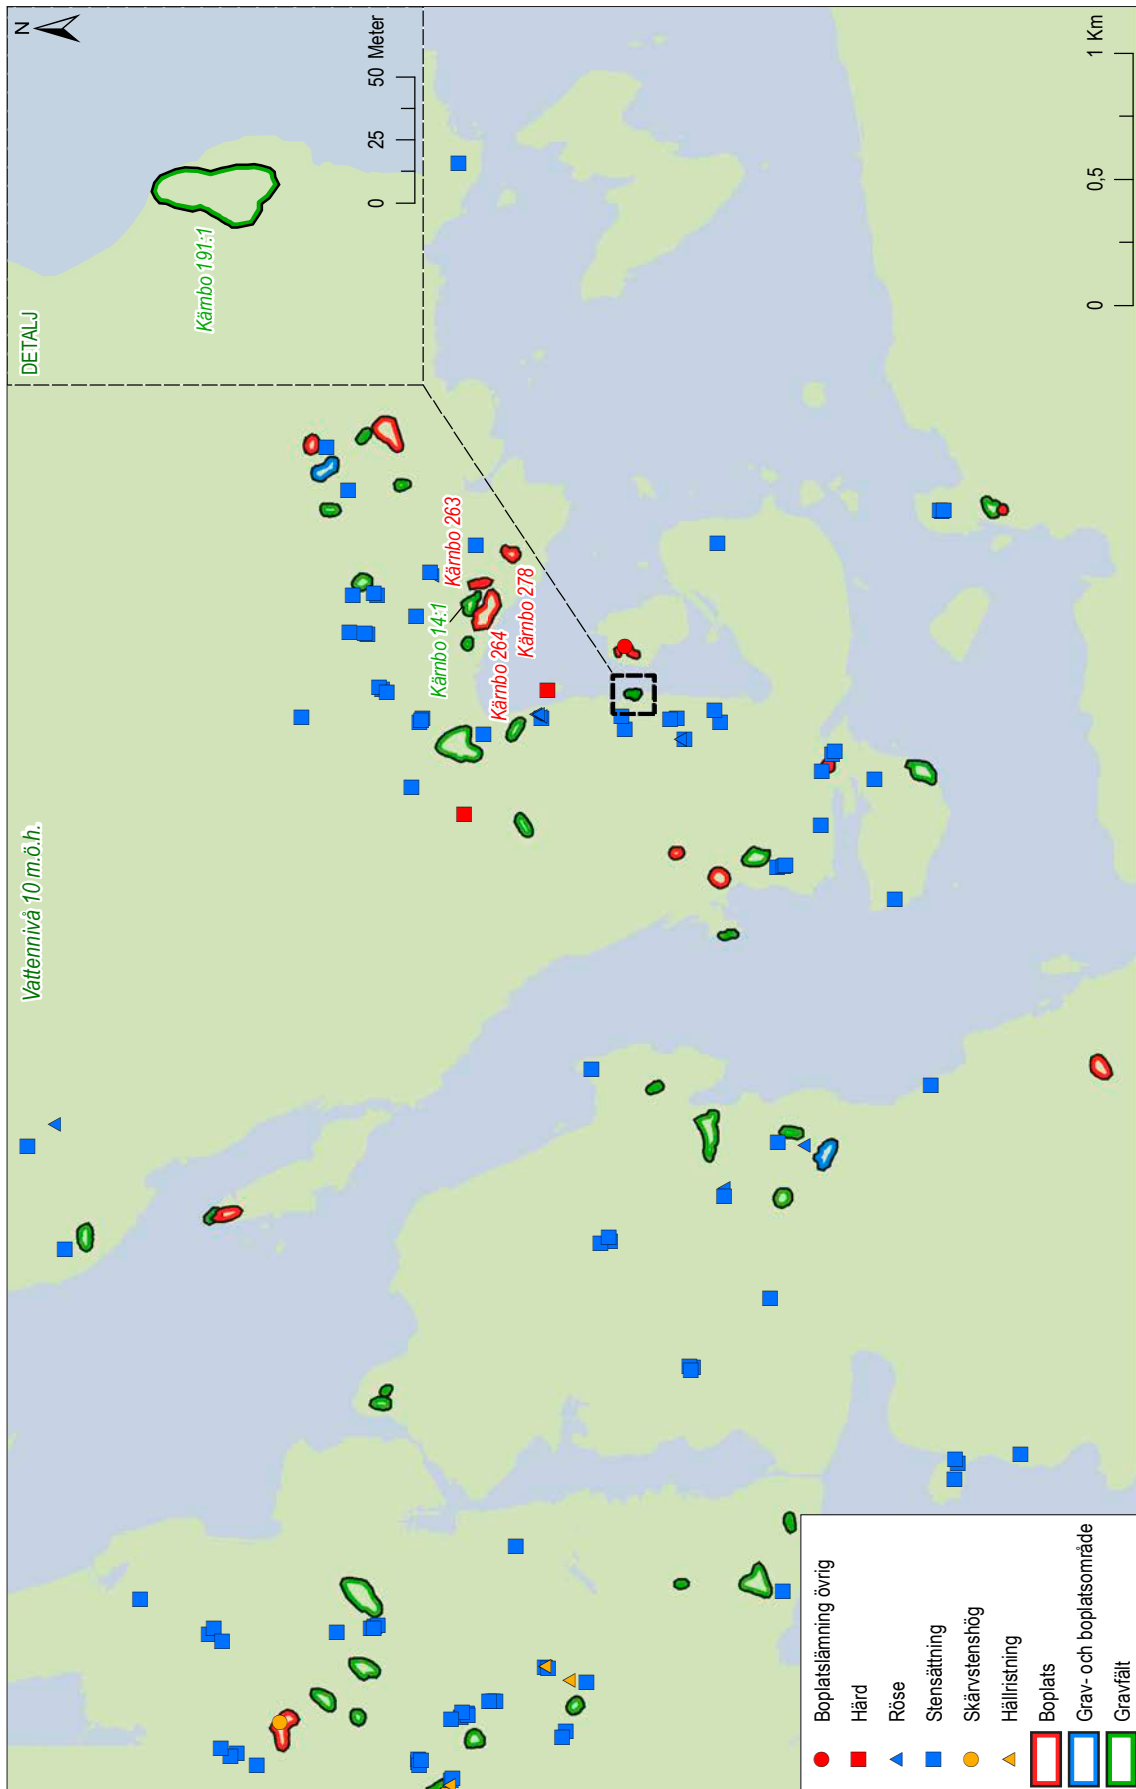 Vattennivå 10 m.ö.h.
DETALJ
N
Kärnbo 191:1
0 25 50 Meter
Kärnbo 14:1
Kärnbo 263
Kärnbo 264
Kärnbo 278
Boplatslämning övrig
Härd
Röse
Stensättning
Skärvstenshög
Hällristning
Boplats
Grav- och boplatsområde
Gravfält
0 0,5 1 Km